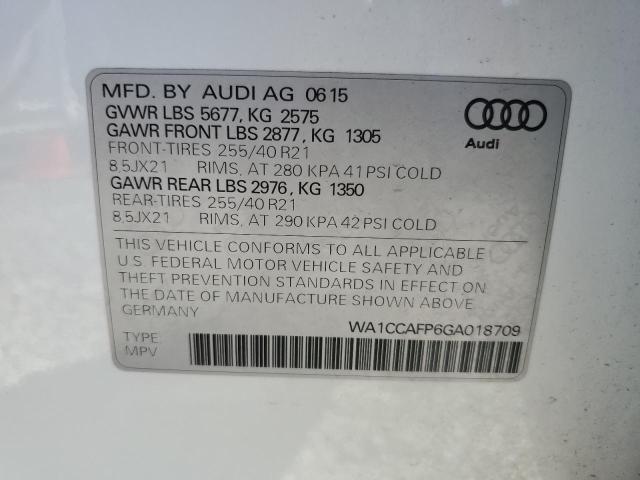 MFD. BY AUDI AG 0615
GVWR LBS 5677, KG 2575
GAWR FRONT LBS 2877, KG 1305
FRONT-TIRES 255/40 R21
8,5JX21 RIMS, AT 280 KPA 41 PSI COLD
GAWR REAR LBS 2976, KG 1350
REAR-TIRES 255/40 R21
8,5JX21 RIMS, AT 290 KPA 42 PSI COLD
Audi
THIS VEHICLE CONFORMS TO ALL APPLICABLE
U.S. FEDERAL MOTOR VEHICLE SAFETY AND
THEFT PREVENTION STANDARDS IN EFFECT ON
THE DATE OF MANUFACTURE SHOWN ABOVE
GERMANY
WA1CCAFP6GA018709
TYPE:
MPV